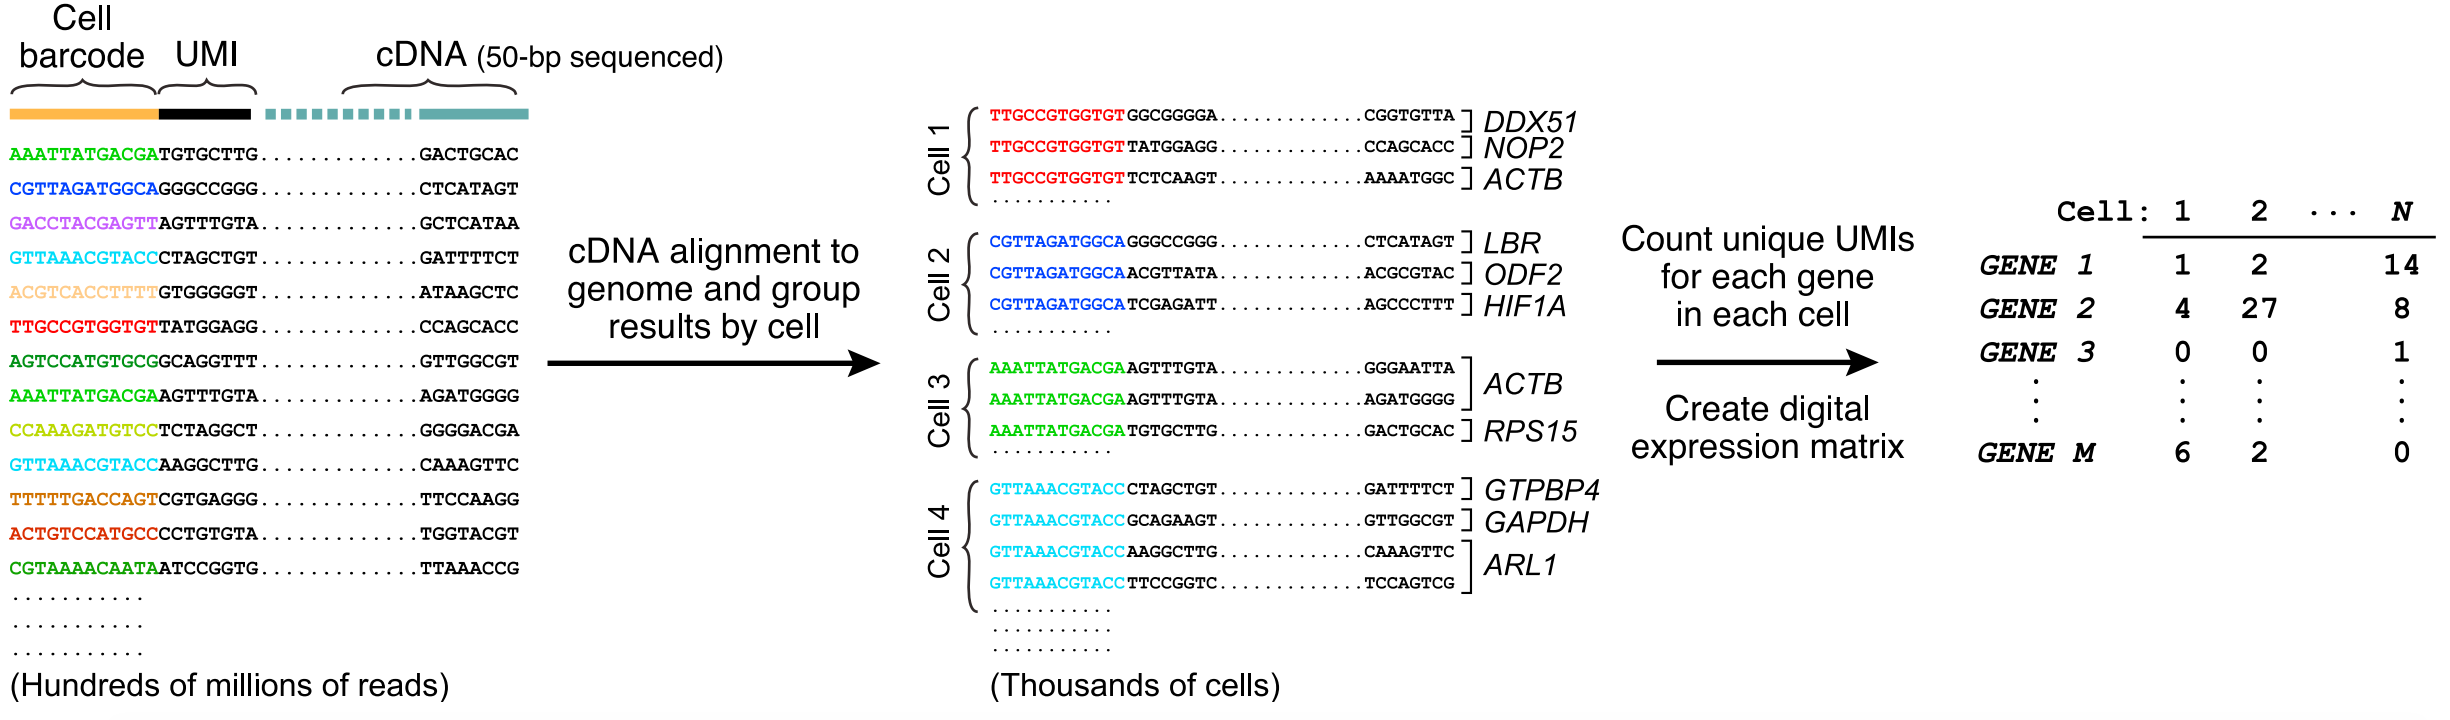 Cell
barcode
UMI
cDNA (50-bp sequenced)
AAATTATGACGATGTGCTTG.............GACTGCAC
CGTTAGATGGCAGGGCCGGG.............CTCATAGT
GACCTACGAGTTAGTTTGTA.............GCTCATAA
GTTAAACGTACCCTAGCTGT.............GATTTTCT
ACGTCACCTTTTGTGGGGGT.............ATAAGCTC
TTGCCGTGGTGTTATGGAGG.............CCAGCACC
AGTCCATGTGCGGCAGGTTT.............GTTGGCGT
AAATTATGACGAAGTTTGTA.............AGATGGGG
CCAAAGATGTCCTCTAGGCT.............GGGGACGA
GTTAAACGTACCAAGGCTTG.............CAAAGTTC
TTTTTGACCAGTCGTGAGGG.............TTCCAAGG
ACTGTCCATGCCCCTGTGTA.............TGGTACGT
CGTAAAACAATAATCCGGTG.............TTAAACCG
...........
...........
...........
(Hundreds of millions of reads)
cDNA alignment to
genome and group
results by cell
Cell 1
TTGCCGTGGTGTGGCGGGGA.............CGGTGTTA DDX51
TTGCCGTGGTGTTATGGAGG.............CCAGCACC NOP2
TTGCCGTGGTGTTCTCAAGT.............AAAATGGC ACTB
...........
Cell 2
CGTTAGATGGCAGGGCCGGG.............CTCATAGT LBR
CGTTAGATGGCAACGTTATA.............ACGCGTAC ODF2
CGTTAGATGGCATCGAGATT.............AGCCCTTT HIF1A
...........
Cell 3
AAATTATGACGAAGTTTGTA.............GGGAATTA
ACTB
AAATTATGACGAAGTTTGTA.............AGATGGGG
AAATTATGACGATGTGCTTG.............GACTGCAC RPS15
...........
Cell 4
GTTAAACGTACCCTAGCTGT.............GATTTTCT GTPBP4
GTTAAACGTACCGCAGAAGT.............GTTGGCGT GAPDH
GTTAAACGTACCAAGGCTTG.............CAAAGTTC
ARL1
GTTAAACGTACCTTCCGGTC.............TCCAGTCG
...........
...........
...........
(Thousands of cells)
Count unique UMIs
for each gene
in each cell
Create digital
expression matrix
Cell: 1 2 ... N
GENE 1 1 2 14
GENE 2 4 27 8
GENE 3 0 0 1
. . . .
. . . .
. . . .
GENE M 6 2 0